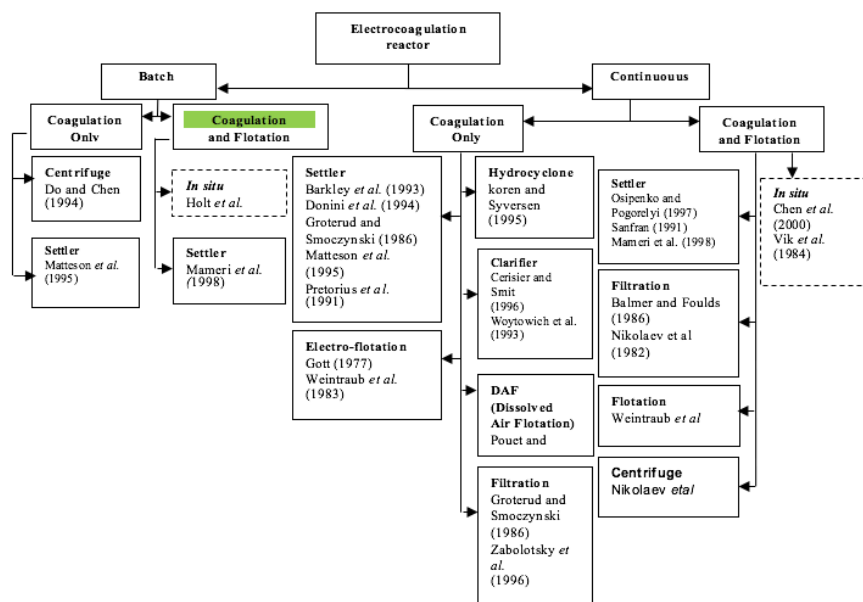 Electrocoagulation
reactor
Batch
Continuous
Coagulation
Only
Coagulation
and Flotation
Coagulation
Only
Coagulation
and Flotation
Centrifuge
Do and Chen
(1994)
Settler
Matteson et al.
(1995)
In situ
Holt et al.
Settler
Mameri et al.
(1998)
Settler
Barkley et al. (1993)
Donini et al. (1994)
Groterud and
Smoczynski (1986)
Matteson et al.
(1995)
Pretorius et al.
(1991)
Electro-flotation
Gott (1977)
Weintraub et al.
(1983)
Hydrocyclone
koren and
Syversen
(1995)
Clarifier
Cerisier and
Smit
(1996)
Woytowich et al.
(1993)
DAF
(Dissolved
Air Flotation)
Pouet and
Filtration
Groterud and
Smoczynski
(1986)
Zabolotsky et
al.
(1996)
Settler
Osipenko and
Pogorelyi (1997)
Sanfran (1991)
Mameri et al. (1998)
Filtration
Balmer and Foulds
(1986)
Nikolaev et al
(1982)
Flotation
Weintraub et al
Centrifuge
Nikolaev etal
In situ
Chen et al.
(2000)
Vik et al.
(1984)